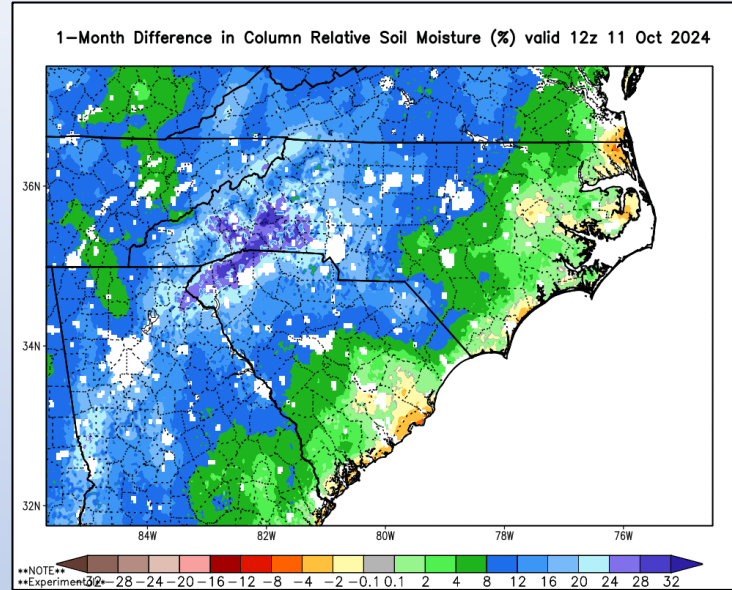 1-Month Difference in Column Relative Soil Moisture (%) valid 12z 11 Oct 2024
36N
34N
32N
84W 82W 80W 78W 76W
**NOTE**
**Experimental** -32 -28 -24 -20 -16 -12 -8 -4 -2 -0.1 0.1 2 4 8 12 16 20 24 28 32